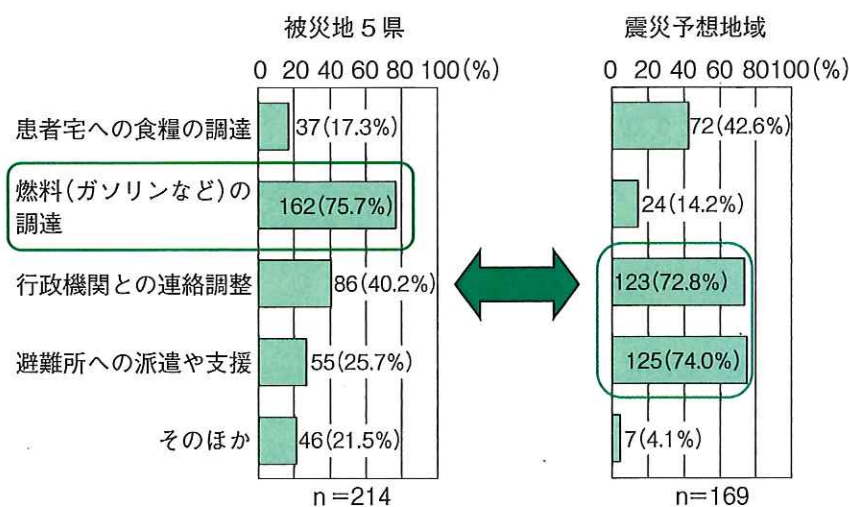 被災地5県 震災予想地域
0 20 40 60 80 100(%) 0 20 40 60 80100(%)
患者宅への食糧の調達 37(17.3%) 72(42.6%)
燃料(ガソリンなど)の
調達 162(75.7%) 24(14.2%)
行政機関との連絡調整 86(40.2%) 123(72.8%)
避難所への派遣や支援 55(25.7%) 125(74.0%)
そのほか 46(21.5%) 7(4.1%)
n=214 n=169